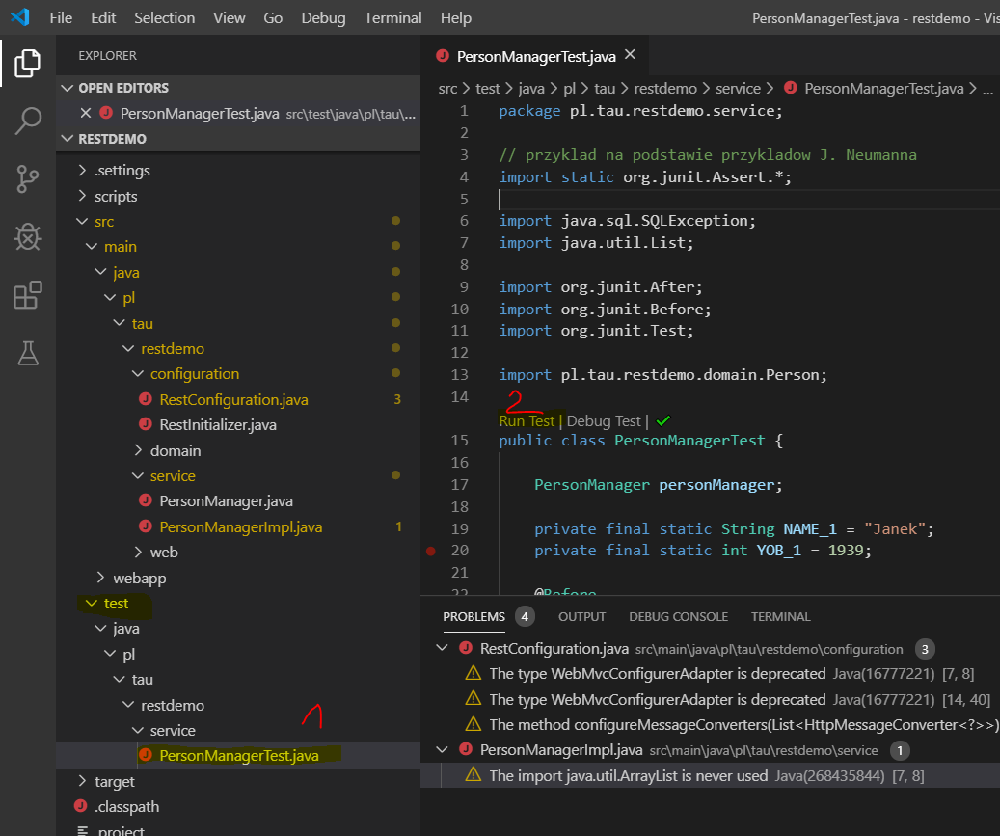 File Edit Selection View Go Debug Terminal Help PersonManagerTest.java - restdemo - Vis
EXPLORER
OPEN EDITORS
PersonManagerTest.java src\test\java\pl\tau\...
RESTDEMO
.settings
scripts
src
main
java
pl
tau
restdemo
configuration
RestConfiguration.java 3
RestInitializer.java
domain
service
PersonManager.java
PersonManagerImpl.java 1
web
webapp
test
java
pl
tau
restdemo
1
service
PersonManagerTest.java
target
.classpath
.project
PersonManagerTest.java
src > test > java > pl > tau > restdemo > service > PersonManagerTest.java > ...
1 package pl.tau.restdemo.service;
2
3 // przyklad na podstawie przykladow J. Neumanna
4 import static org.junit.Assert.*;
5
6 import java.sql.SQLException;
7 import java.util.List;
8
9 import org.junit.After;
10 import org.junit.Before;
11 import org.junit.Test;
12
13 import pl.tau.restdemo.domain.Person;
14
2
Run Test | Debug Test |
15 public class PersonManagerTest {
16
17 PersonManager personManager;
18
19 private final static String NAME_1 = "Janek";
20 private final static int YOB_1 = 1939;
21
22 @Before
PROBLEMS 4 OUTPUT DEBUG CONSOLE TERMINAL
RestConfiguration.java src\main\java\pl\tau\restdemo\configuration 3
The type WebMvcConfigurerAdapter is deprecated Java(16777221) [7, 8]
The type WebMvcConfigurerAdapter is deprecated Java(16777221) [14, 40]
The method configureMessageConverters(List<HttpMessageConverter<?>>)
PersonManagerImpl.java src\main\java\pl\tau\restdemo\service 1
The import java.util.ArrayList is never used Java(268435844) [7, 8]